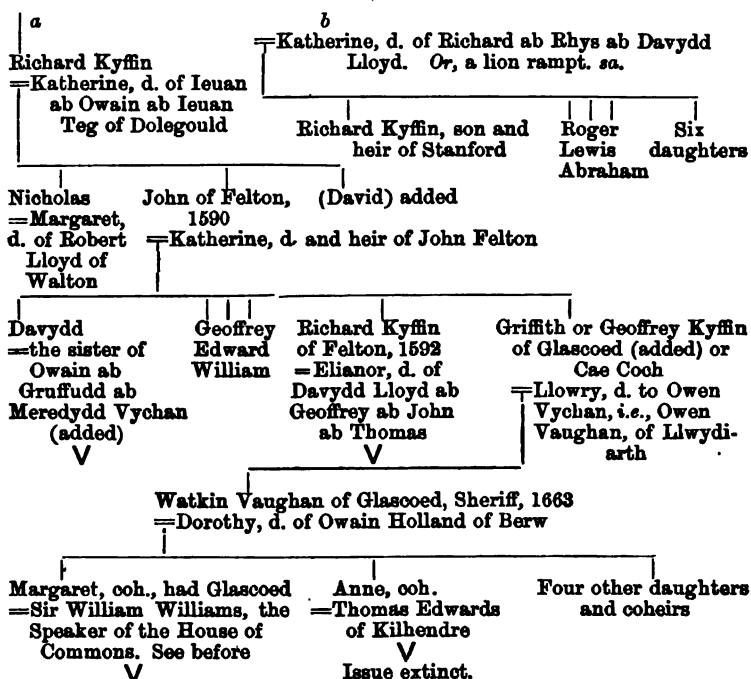 a
b
Richard Kyffin
=Katherine, d. of Ieuan
ab Owain ab Ieuan
Teg of Dolegould
=Katherine, d. of Richard ab Rhys ab Davydd
Lloyd. Or, a lion rampt. sa.
Richard Kyffin, son and
heir of Stanford
Roger
Lewis
Abraham
Six
daughters
Nicholas
=Margaret,
d. of Robert
Lloyd of
Walton
John of Felton,
1590
=Katherine, d. and heir of John Felton
(David) added
Davydd
=the sister of
Owain ab
Gruffudd ab
Meredydd Vychan
(added)
Geoffrey
Edward
William
Richard Kyffin
of Felton, 1592
=Elianor, d. of
Davydd Lloyd ab
Geoffrey ab John
ab Thomas
Griffith or Geoffrey Kyffin
of Glascoed (added) or
Cae Coch
=Llowry, d. to Owen
Vychan, i.e., Owen
Vaughan, of Llwydi-
arth
Watkin Vaughan of Glascoed, Sheriff, 1663
=Dorothy, d. of Owain Holland of Berw
Margaret, coh., had Glascoed
=Sir William Williams, the
Speaker of the House of
Commons. See before
Anne, coh.
=Thomas Edwards
of Kilhendre
Issue extinct.
Four other daughters
and coheirs